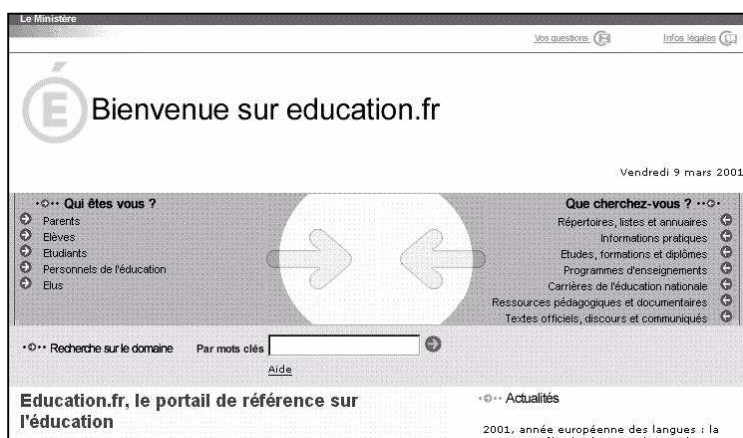 Le Ministère
Vos questions
Infos légales
É
Bienvenue sur education.fr
Vendredi 9 mars 2001
Qui êtes vous ?
Parents
Elèves
Etudiants
Personnels de l'éducation
Elus
Que cherchez-vous ?
Répertoires, listes et annuaires
Informations pratiques
Etudes, formations et diplômes
Programmes d'enseignements
Carrières de l'éducation nationale
Ressources pédagogiques et documentaires
Textes officiels, discours et communiqués
Recherche sur le domaine
Par mots clés
Aide
Education.fr, le portail de référence sur
l'éducation
Actualités
2001, année européenne des langues : la